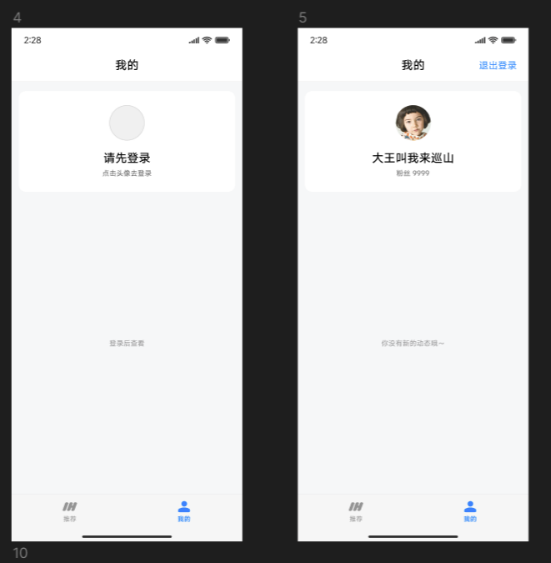 4
2:28
我的
请先登录
点击头像去登录
登录后查看
推荐
我的
10
5
2:28
我的
退出登录
大王叫我来巡山
粉丝 9999
你没有新的动态哦～
推荐
我的